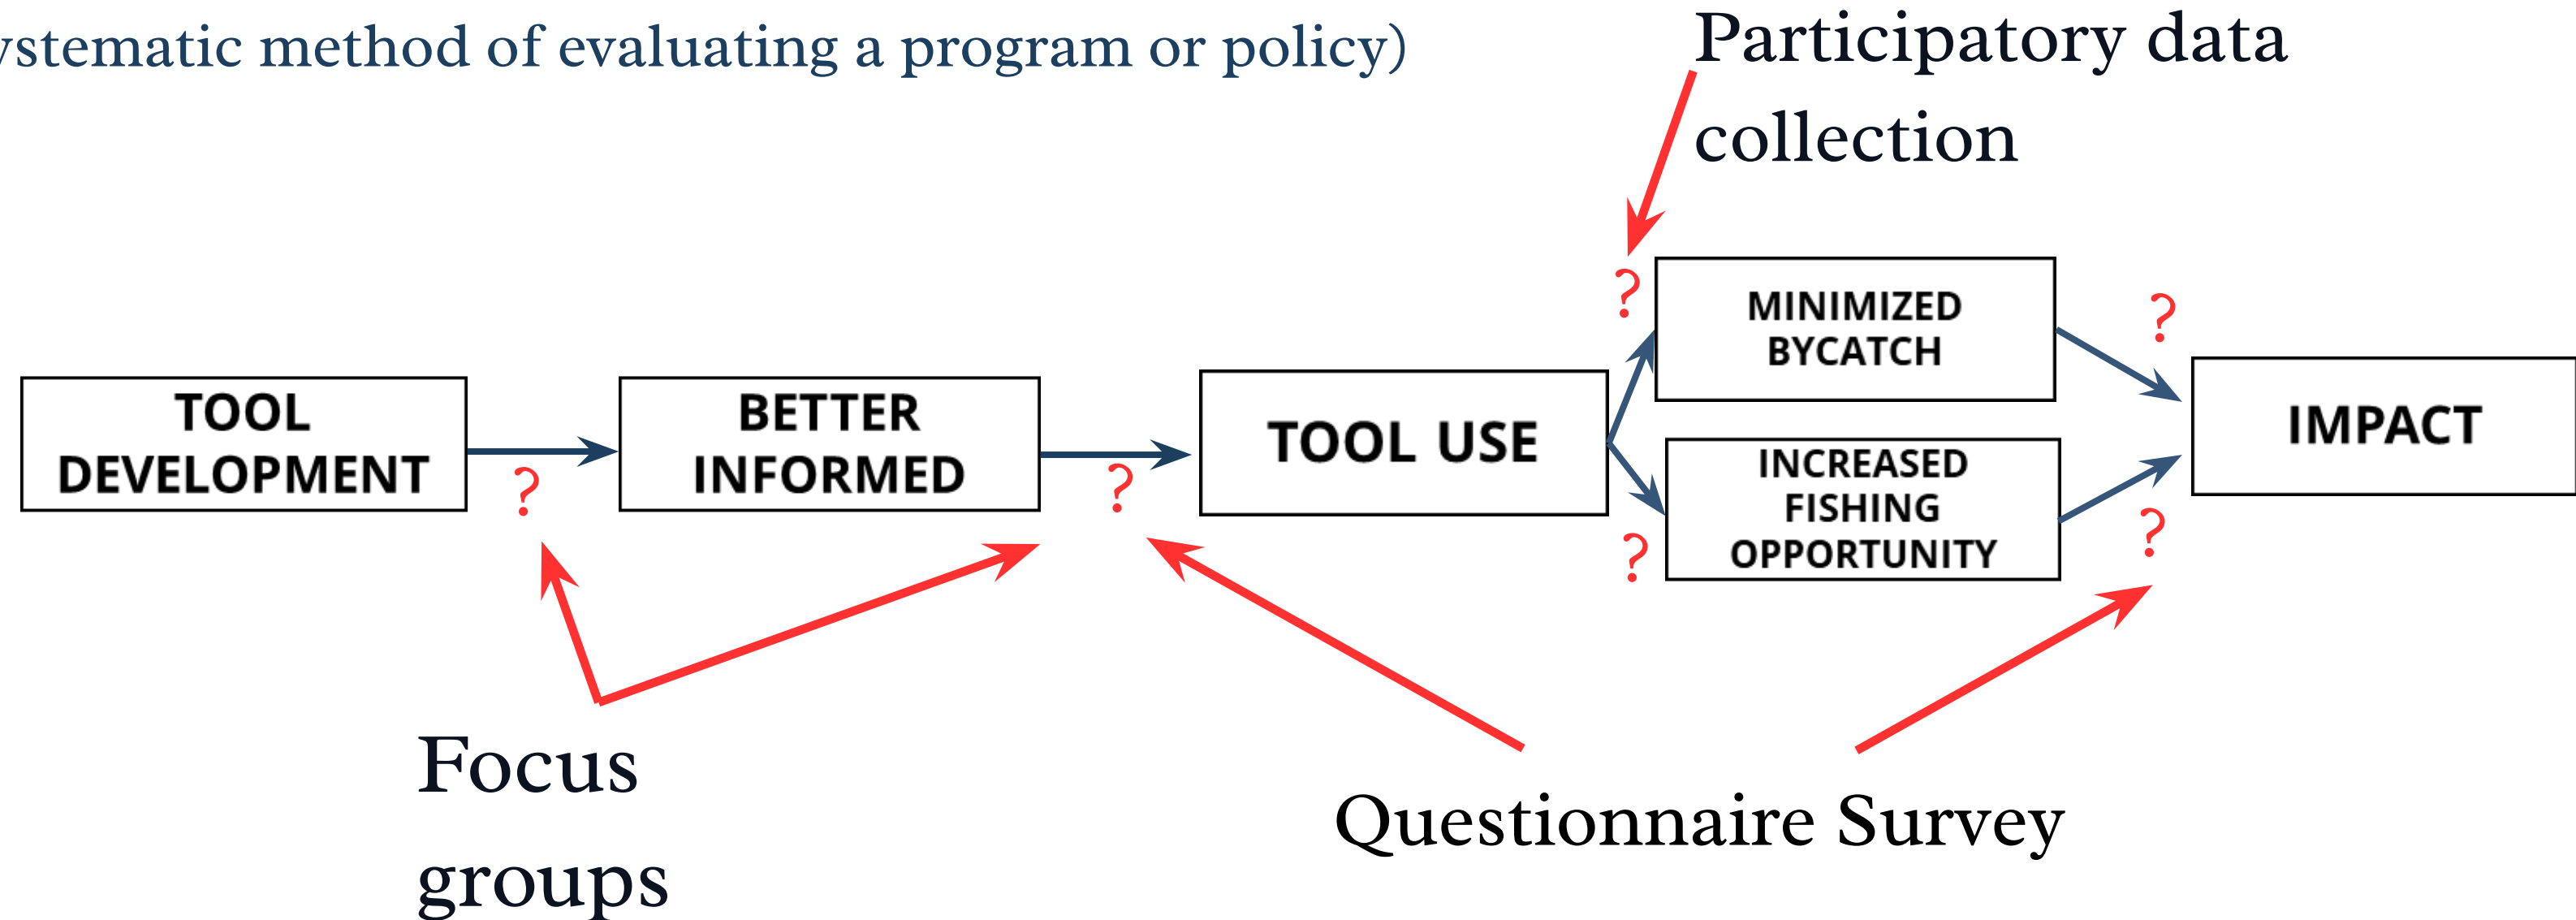 ystematic method of evaluating a program or policy)
Participatory data
collection
?
MINIMIZED
BYCATCH
?
TOOL
DEVELOPMENT
?
BETTER
INFORMED
?
TOOL USE
?
INCREASED
FISHING
OPPORTUNITY
?
IMPACT
Focus
groups
Questionnaire Survey